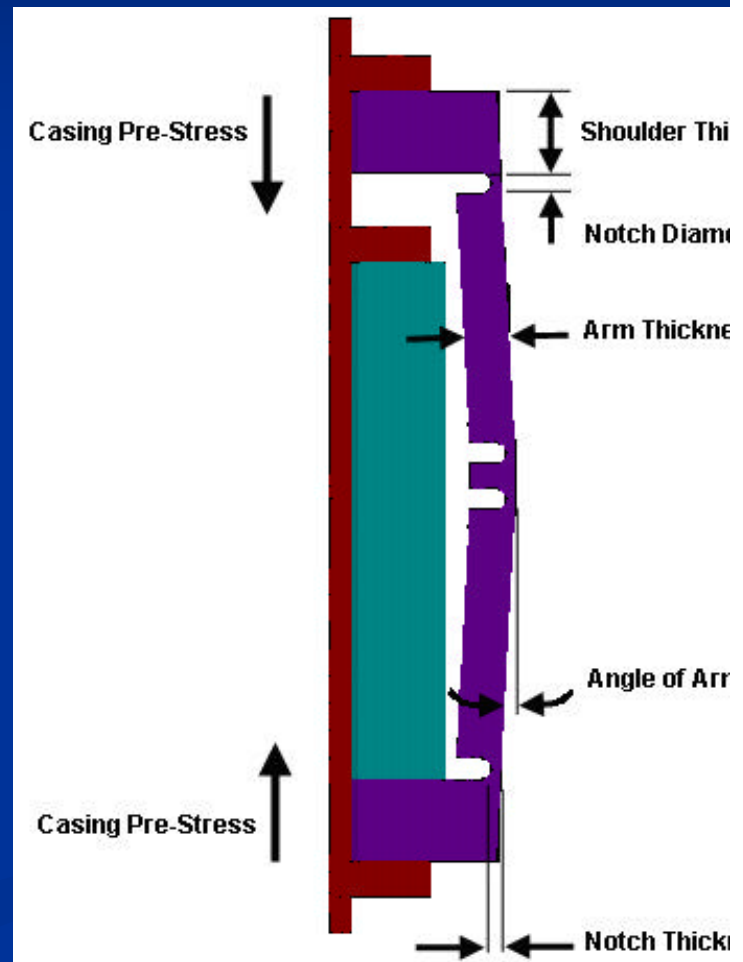 Casing Pre-Stress
Shoulder Thi
Notch Diame
Arm Thickne
Angle of Arr
Casing Pre-Stress
Notch Thickn